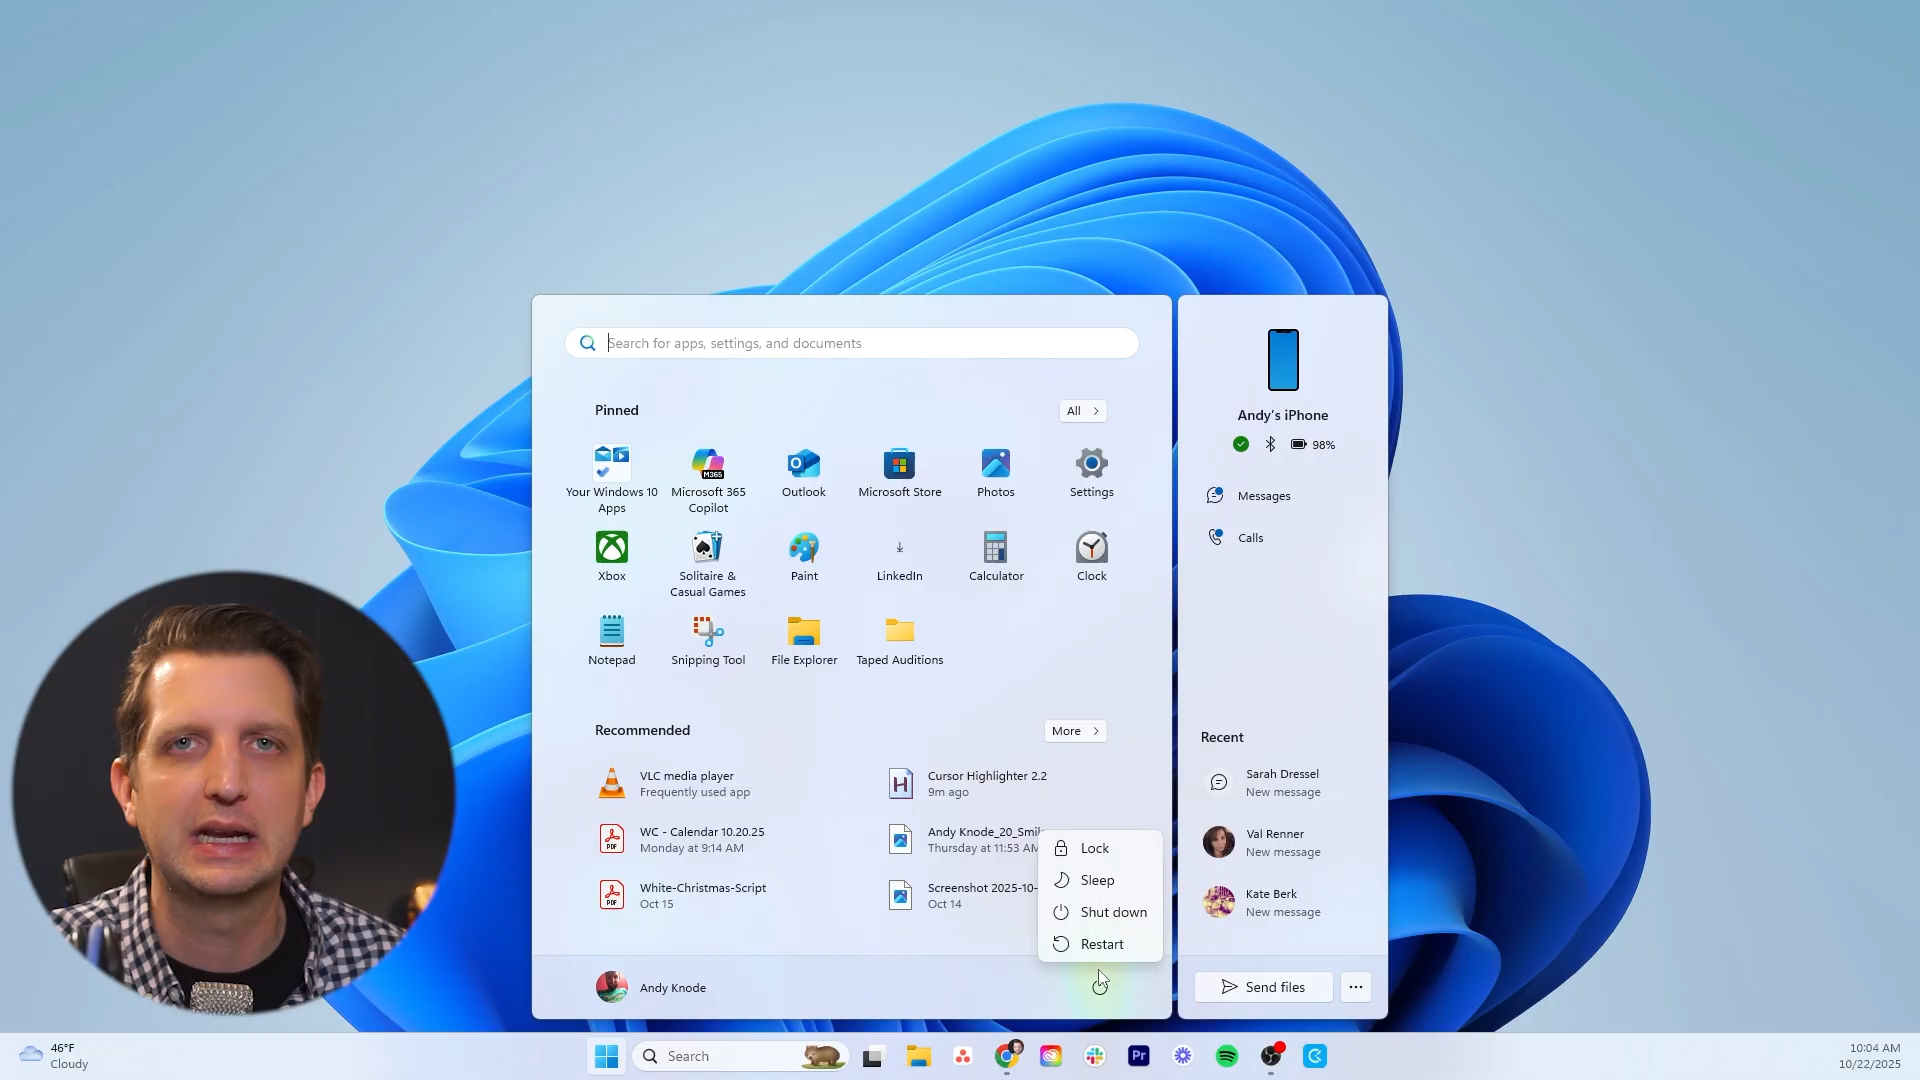 Search for apps, settings, and documents
Pinned
All
Your Windows 10
Apps
Microsoft 365
Copilot
M365
Outlook
Microsoft Store
Photos
Settings
Xbox
Solitaire &
Casual Games
Paint
LinkedIn
Calculator
Clock
Notepad
Snipping Tool
File Explorer
Taped Auditions
Recommended
More
VLC media player
Frequently used app
Cursor Highlighter 2.2
9m ago
PDF
WC - Calendar 10.20.25
Monday at 9:14 AM
Andy Knode_20_Smil
Thursday at 11:53 AM
PDF
White-Christmas-Script
Oct 15
Screenshot 2025-10-
Oct 14
Lock
Sleep
Shut down
Restart
Andy Knode
Andy's iPhone
98%
Messages
Calls
Recent
Sarah Dressel
New message
Val Renner
New message
Kate Berk
New message
Send files
46°F
Cloudy
Search
Pr
10:04 AM
10/22/2025